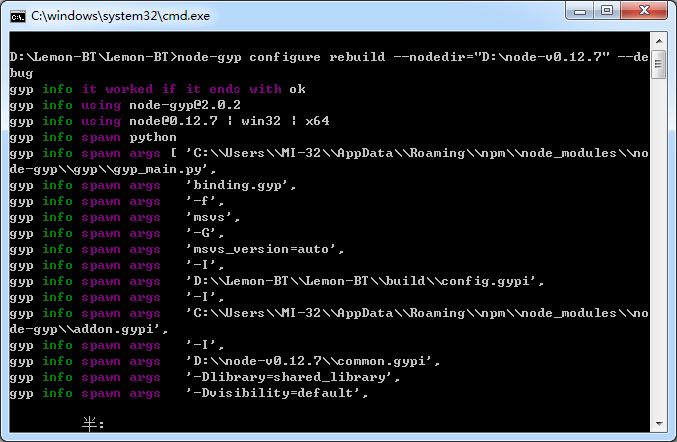 C:\windows\system32\cmd.exe
D:\Lemon-BT\Lemon-BT>node-gyp configure rebuild --nodedir="D:\node-v0.12.7" --de
bug
gyp info it worked if it ends with ok
gyp info using node-gyp@2.0.2
gyp info using node@0.12.7 | win32 | x64
gyp info spawn python
gyp info spawn args [ 'C:\\Users\\MI-32\\AppData\\Roaming\\npm\\node_modules\\no
de-gyp\\gyp\\gyp_main.py',
gyp info spawn args   'binding.gyp',
gyp info spawn args   '-f',
gyp info spawn args   'msvs',
gyp info spawn args   '-G',
gyp info spawn args   'msvs_version=auto',
gyp info spawn args   '-I',
gyp info spawn args   'D:\\Lemon-BT\\Lemon-BT\\build\\config.gypi',
gyp info spawn args   '-I',
gyp info spawn args   'C:\\Users\\MI-32\\AppData\\Roaming\\npm\\node_modules\\no
de-gyp\\addon.gypi',
gyp info spawn args   '-I',
gyp info spawn args   'D:\\node-v0.12.7\\common.gypi',
gyp info spawn args   '-Dlibrary=shared_library',
gyp info spawn args   '-Dvisibility=default',
半: